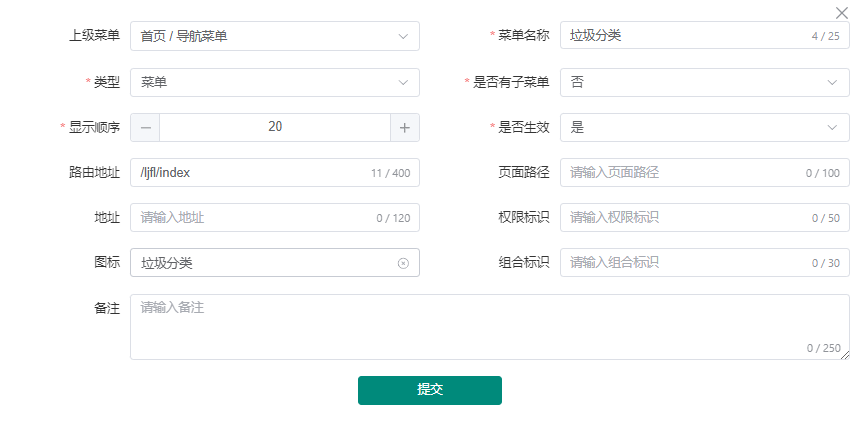 上级菜单 首页 / 导航菜单 * 菜单名称 垃圾分类 4 / 25
* 类型 菜单 * 是否有子菜单 否
* 显示顺序 − 20 + * 是否生效 是
路由地址 /ljfl/index 11 / 400 页面路径 请输入页面路径 0 / 100
地址 请输入地址 0 / 120 权限标识 请输入权限标识 0 / 50
图标 垃圾分类 组合标识 请输入组合标识 0 / 30
备注 请输入备注
0 / 250
提交